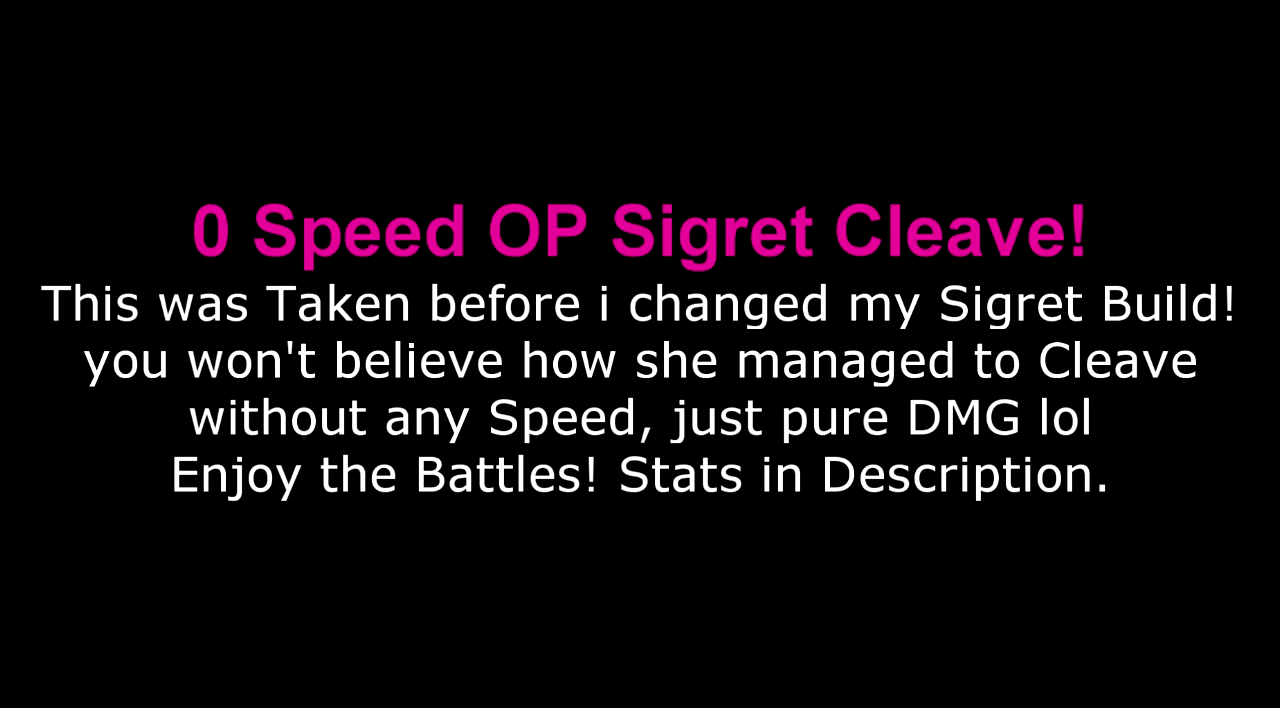 0 Speed OP Sigret Cleave!
This was Taken before i changed my Sigret Build!
you won't believe how she managed to Cleave
without any Speed, just pure DMG lol
Enjoy the Battles! Stats in Description.